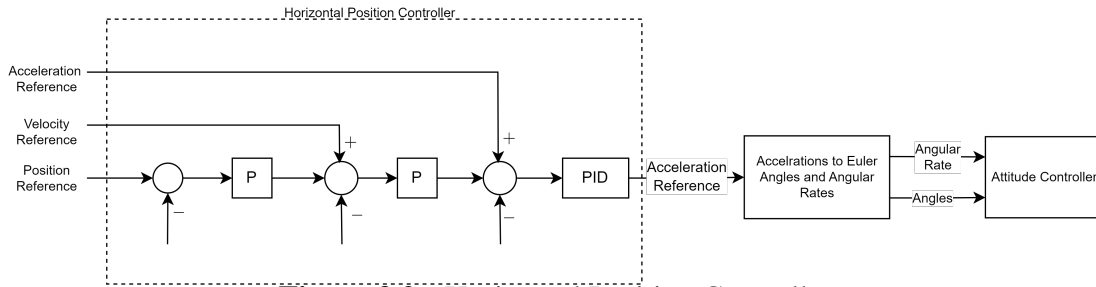 Horizontal Position Controller
Acceleration
Reference
+
Velocity
Reference
+
Position
Reference
P
P
PID
Acceleration
Reference
Accelrations to Euler
Angles and Angular
Rates
Angular
Rate
Angles
Attitude Controller
−
−
−